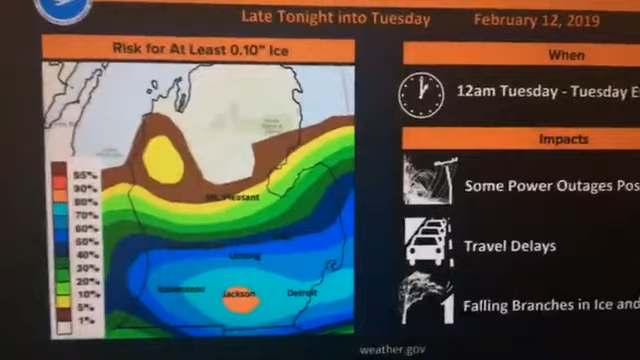 Late Tonight into Tuesday
February 12, 2019
Risk for At Least 0.10" Ice
When
12am Tuesday - Tuesday E
Impacts
Some Power Outages Pos
Travel Delays
Falling Branches in Ice and
95%
90%
80%
70%
60%
50%
40%
30%
20%
10%
5%
1%
Mt. Pleasant
Lansing
Kalamazoo
Jackson
Detroit
weather.gov